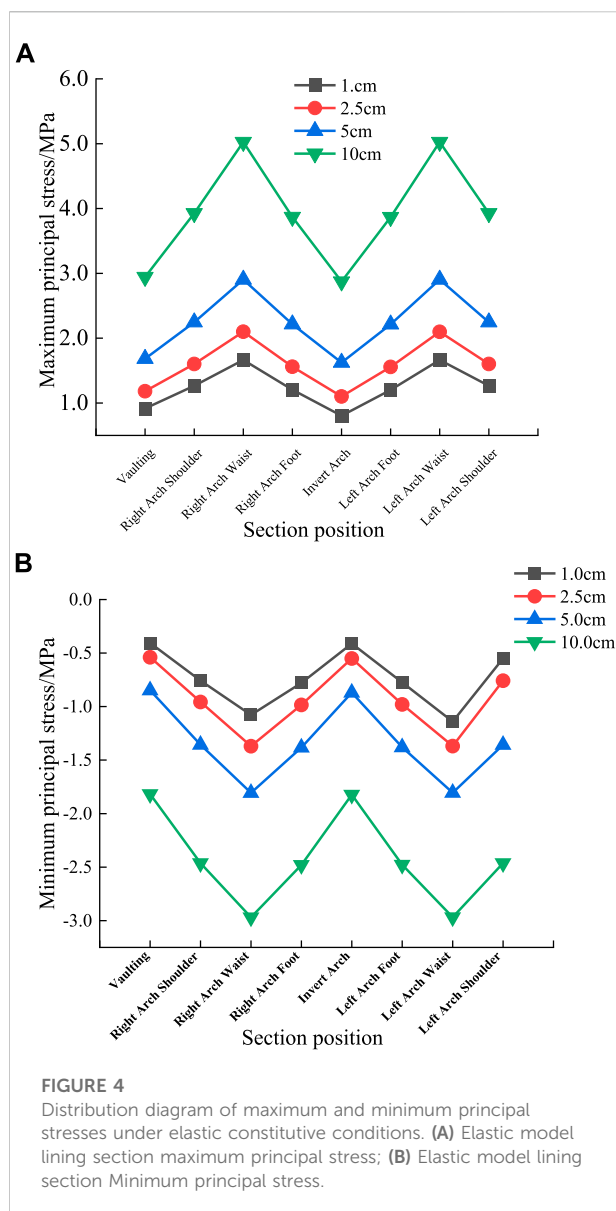 A
6.0
5.0
4.0
3.0
2.0
1.0
Maximum principal stress/MPa
1.cm
2.5cm
5cm
10cm
Vaulting
Right Arch Shoulder
Right Arch Waist
Right Arch Foot
Invert Arch
Left Arch Foot
Left Arch Waist
Left Arch Shoulder
Section position
B
0.0
-0.5
-1.0
-1.5
-2.0
-2.5
-3.0
Minimum principal stress/MPa
1.0cm
2.5cm
5.0cm
10.0cm
Vaulting
Right Arch Shoulder
Right Arch Waist
Right Arch Foot
Invert Arch
Left Arch Foot
Left Arch Waist
Left Arch Shoulder
Section position
FIGURE 4
Distribution diagram of maximum and minimum principal
stresses under elastic constitutive conditions. (A) Elastic model
lining section maximum principal stress; (B) Elastic model lining
section Minimum principal stress.